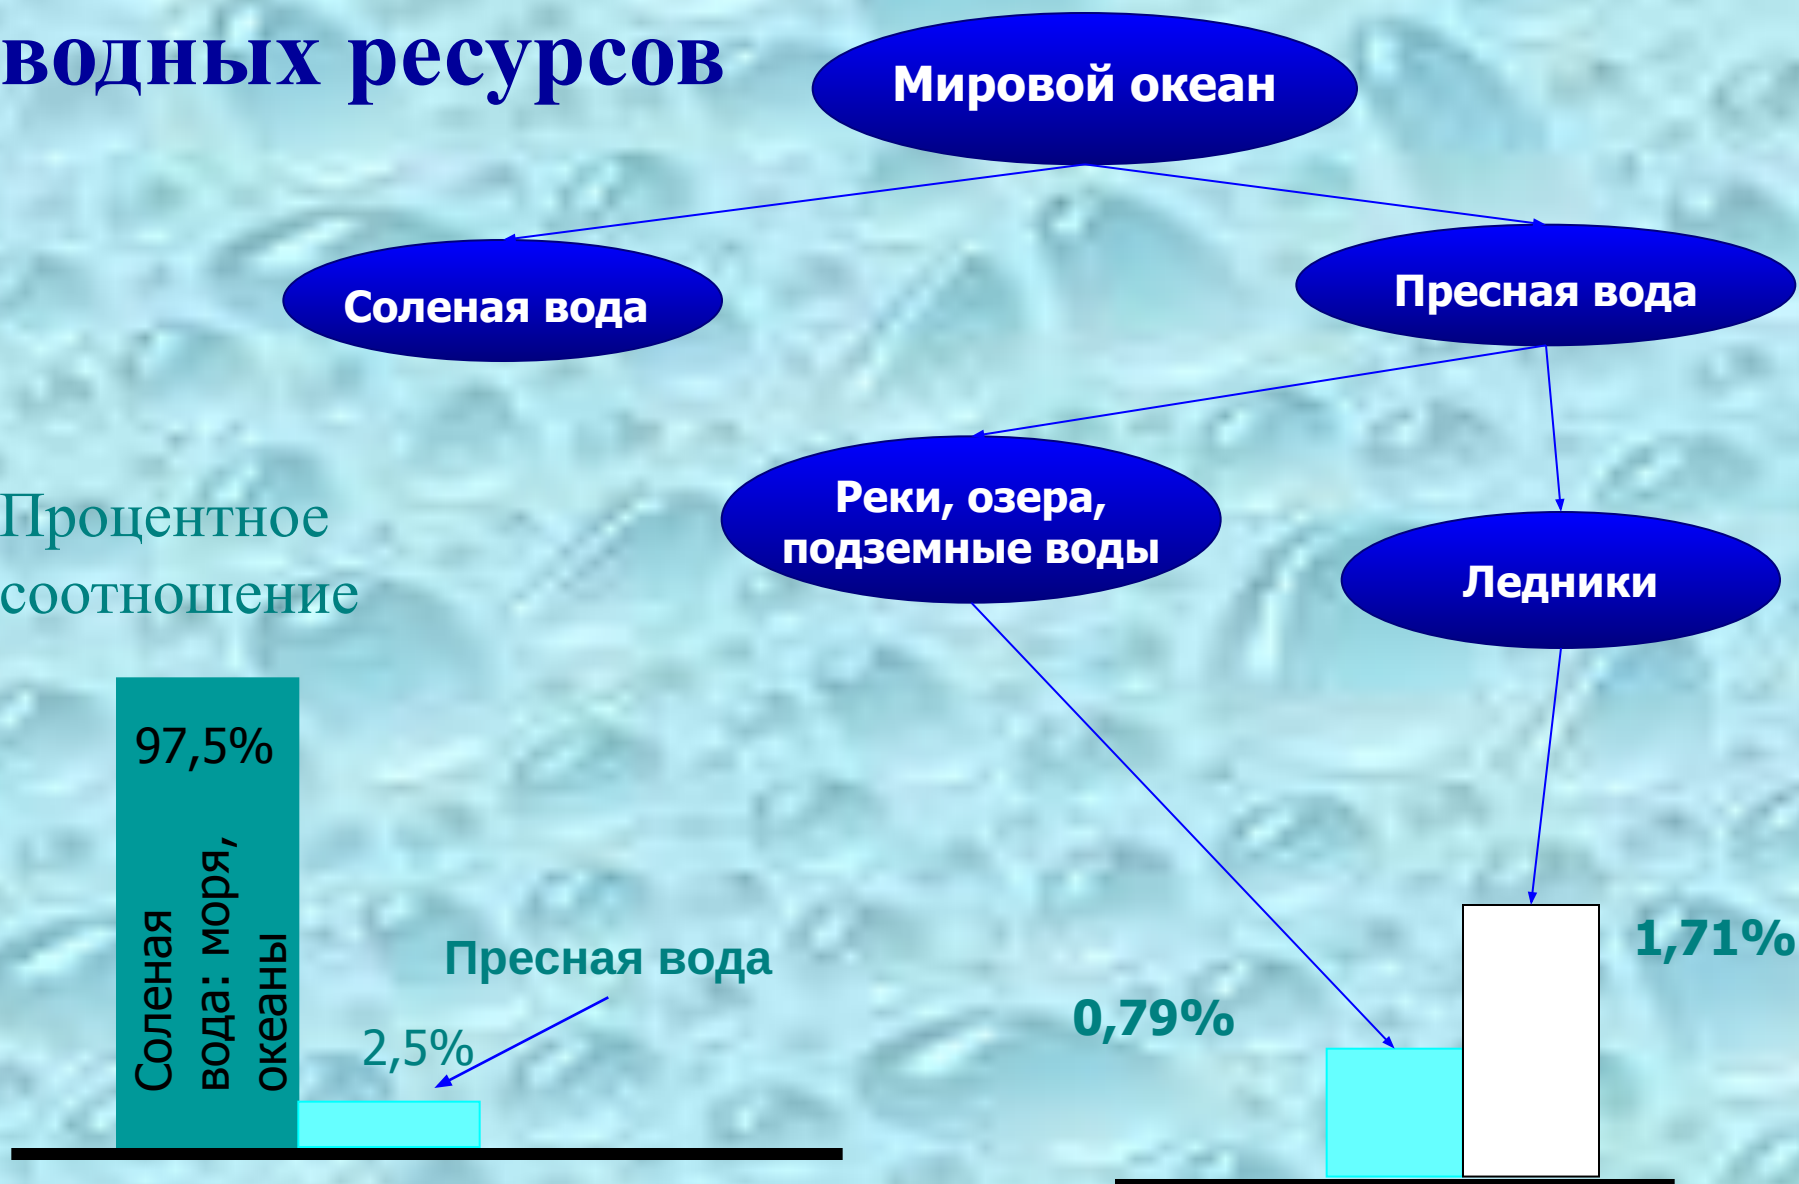 водных ресурсов
Мировой океан
Соленая вода
Пресная вода
Реки, озера,
подземные воды
Ледники
Процентное
соотношение
97,5%
Соленая
вода: моря,
океаны
Пресная вода
2,5%
0,79%
1,71%